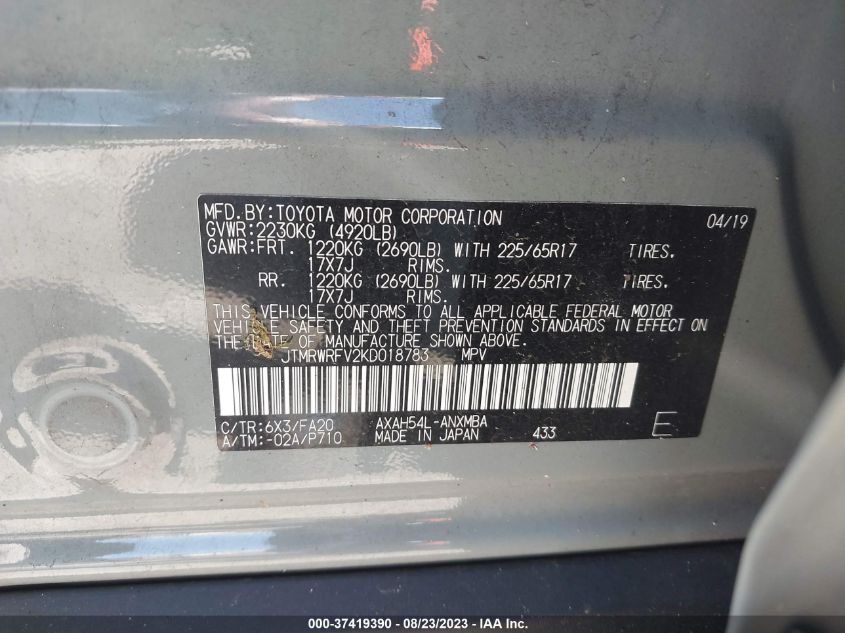 MFD.BY:TOYOTA MOTOR CORPORATION 04/19
GVWR:2230KG (4920LB)
GAWR:FRT. 1220KG (2690LB) WITH 225/65R17 TIRES.
17X7J RIMS.
RR. 1220KG (2690LB) WITH 225/65R17 TIRES.
17X7J RIMS.
THIS VEHICLE CONFORMS TO ALL APPLICABLE FEDERAL MOTOR
VEHICLE SAFETY AND THEFT PREVENTION STANDARDS IN EFFECT ON
THE DATE OF MANUFACTURE SHOWN ABOVE.
JTMRWRFV2KD018783 MPV
C/TR:6X3/FA20 AXAH54L-ANXMBA
A/TM:-02A/P710 MADE IN JAPAN 433 E
000-37419390 - 08/23/2023 - IAA Inc.